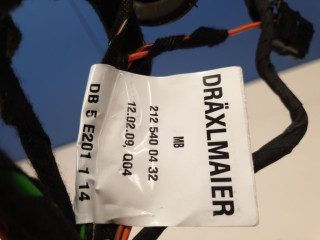 DRÄXLMAIER
MB
212 540 04 32
12.02.09, Q04
DB 5 E201 1 14